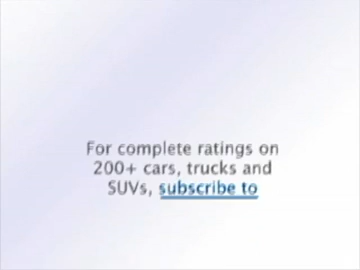 For complete ratings on
200+ cars, trucks and
SUVs, subscribe to